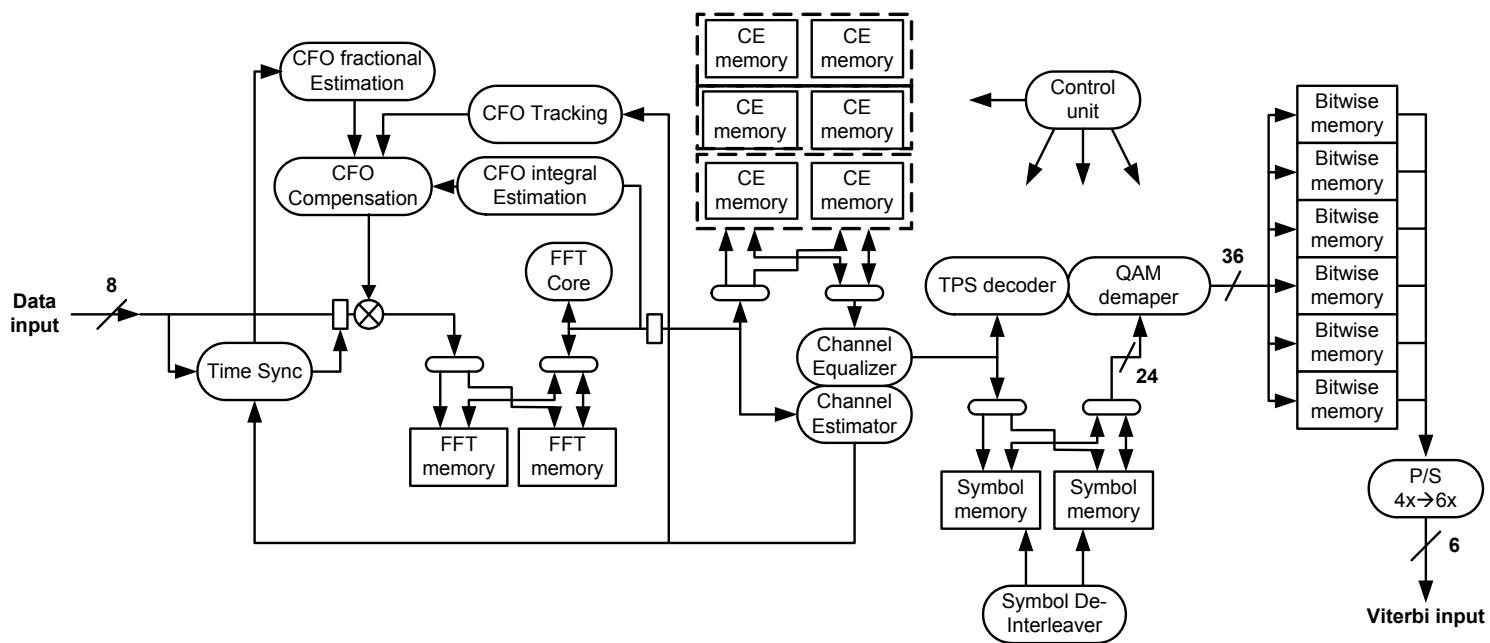 CFO fractional
Estimation
CFO Tracking
CFO
Compensation
CFO integral
Estimation
CE
memory
CE
memory
CE
memory
CE
memory
CE
memory
CE
memory
Control
unit
FFT
Core
Data
input
8
Time Sync
FFT
memory
FFT
memory
Channel
Equalizer
Channel
Estimator
TPS decoder
QAM
demaper
36
24
Symbol
memory
Symbol
memory
Symbol De-
Interleaver
Bitwise
memory
Bitwise
memory
Bitwise
memory
Bitwise
memory
Bitwise
memory
Bitwise
memory
P/S
4x→6x
6
Viterbi input